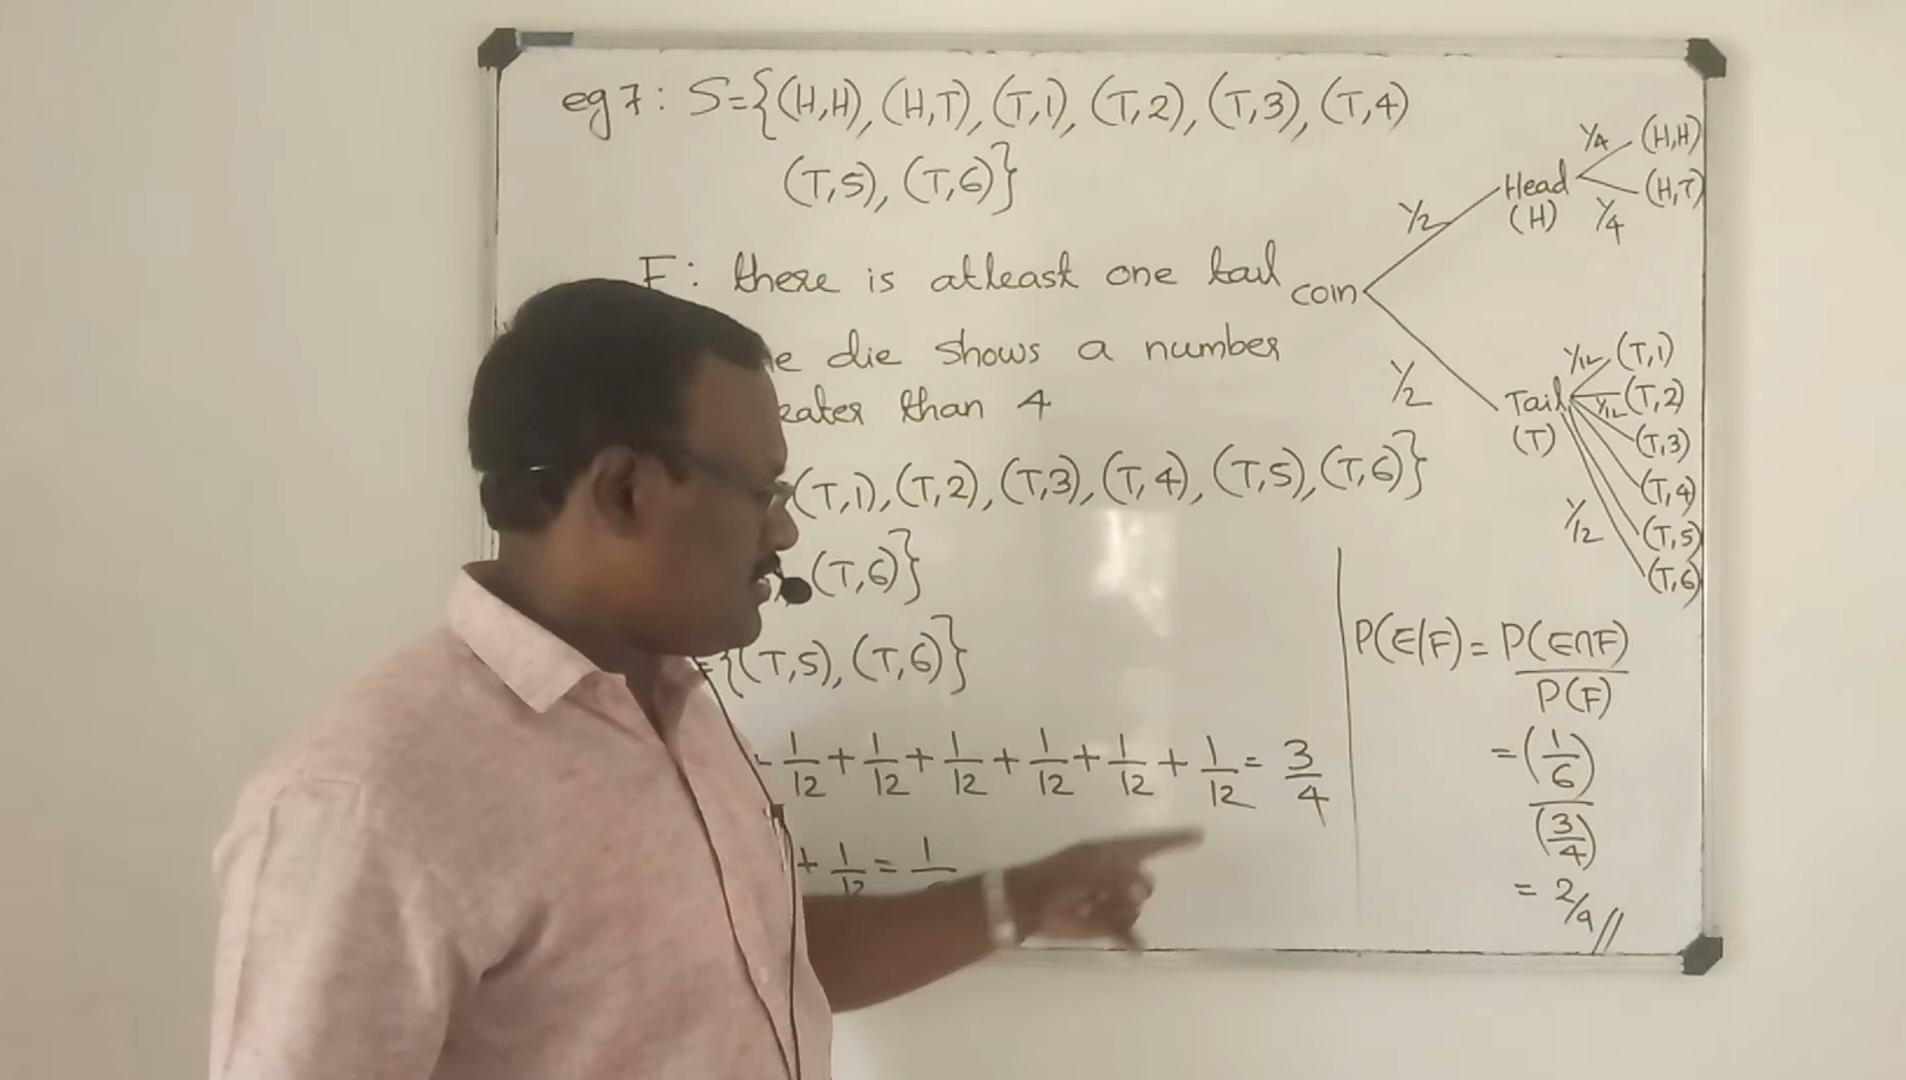 eg 7: S={(H,H), (H,T), (T,1), (T,2), (T,3), (T,4)
(T,5), (T,6)}
F: there is atleast one tail
die shows a number
than 4
(T,1), (T,2), (T,3), (T,4), (T,5), (T,6)}
(T,6)}
={(T,5), (T,6)}
1/12 + 1/12 + 1/12 + 1/12 + 1/12 + 1/12 = 3/4
+ 1/12 = 1
coin
1/2
Head
(H)
1/4 (H,H)
1/4 (H,T)
1/2
Tail
(T)
1/12 (T,1)
1/12 (T,2)
(T,3)
(T,4)
1/12 (T,5)
(T,6)
P(E|F) = P(E∩F)
P(F)
= (1/6)
(3/4)
= 2/9 //